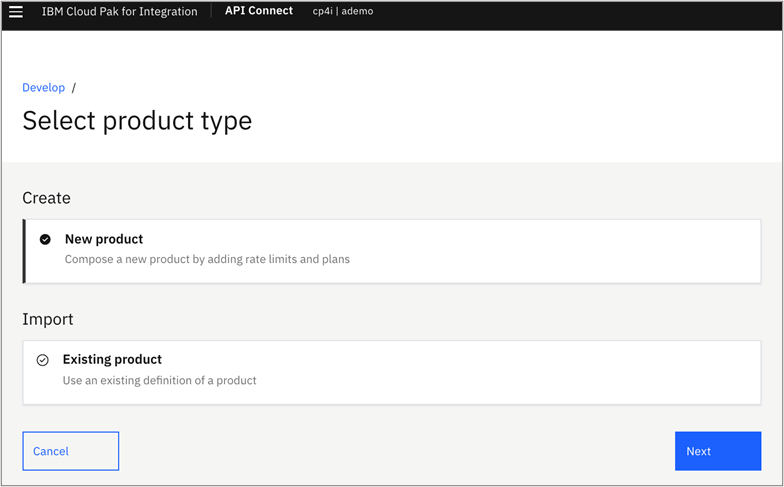 IBM Cloud Pak for Integration | API Connect cp4i | ademo
Develop /
Select product type
Create
New product
Compose a new product by adding rate limits and plans
Import
Existing product
Use an existing definition of a product
Cancel Next